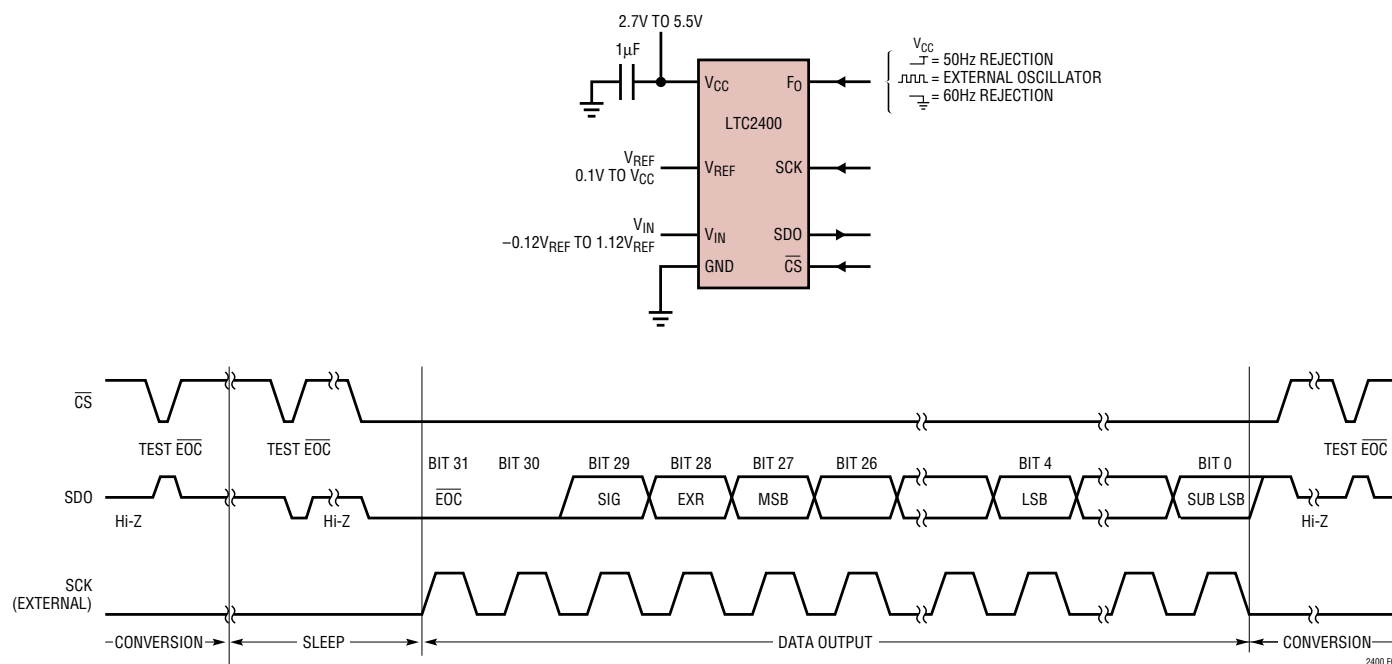 2.7V TO 5.5V
1µF
VCC
FO
VCC
= 50Hz REJECTION
= EXTERNAL OSCILLATOR
= 60Hz REJECTION
LTC2400
VREF
0.1V TO VCC
VREF
SCK
VIN
–0.12VREF TO 1.12VREF
VIN
SDO
GND
CS
CS
TEST EOC
TEST EOC
TEST EOC
BIT 31
BIT 30
BIT 29
BIT 28
BIT 27
BIT 26
BIT 4
BIT 0
SDO
EOC
SIG
EXR
MSB
LSB
SUB LSB
Hi-Z
Hi-Z
Hi-Z
SCK
(EXTERNAL)
CONVERSION
SLEEP
DATA OUTPUT
CONVERSION